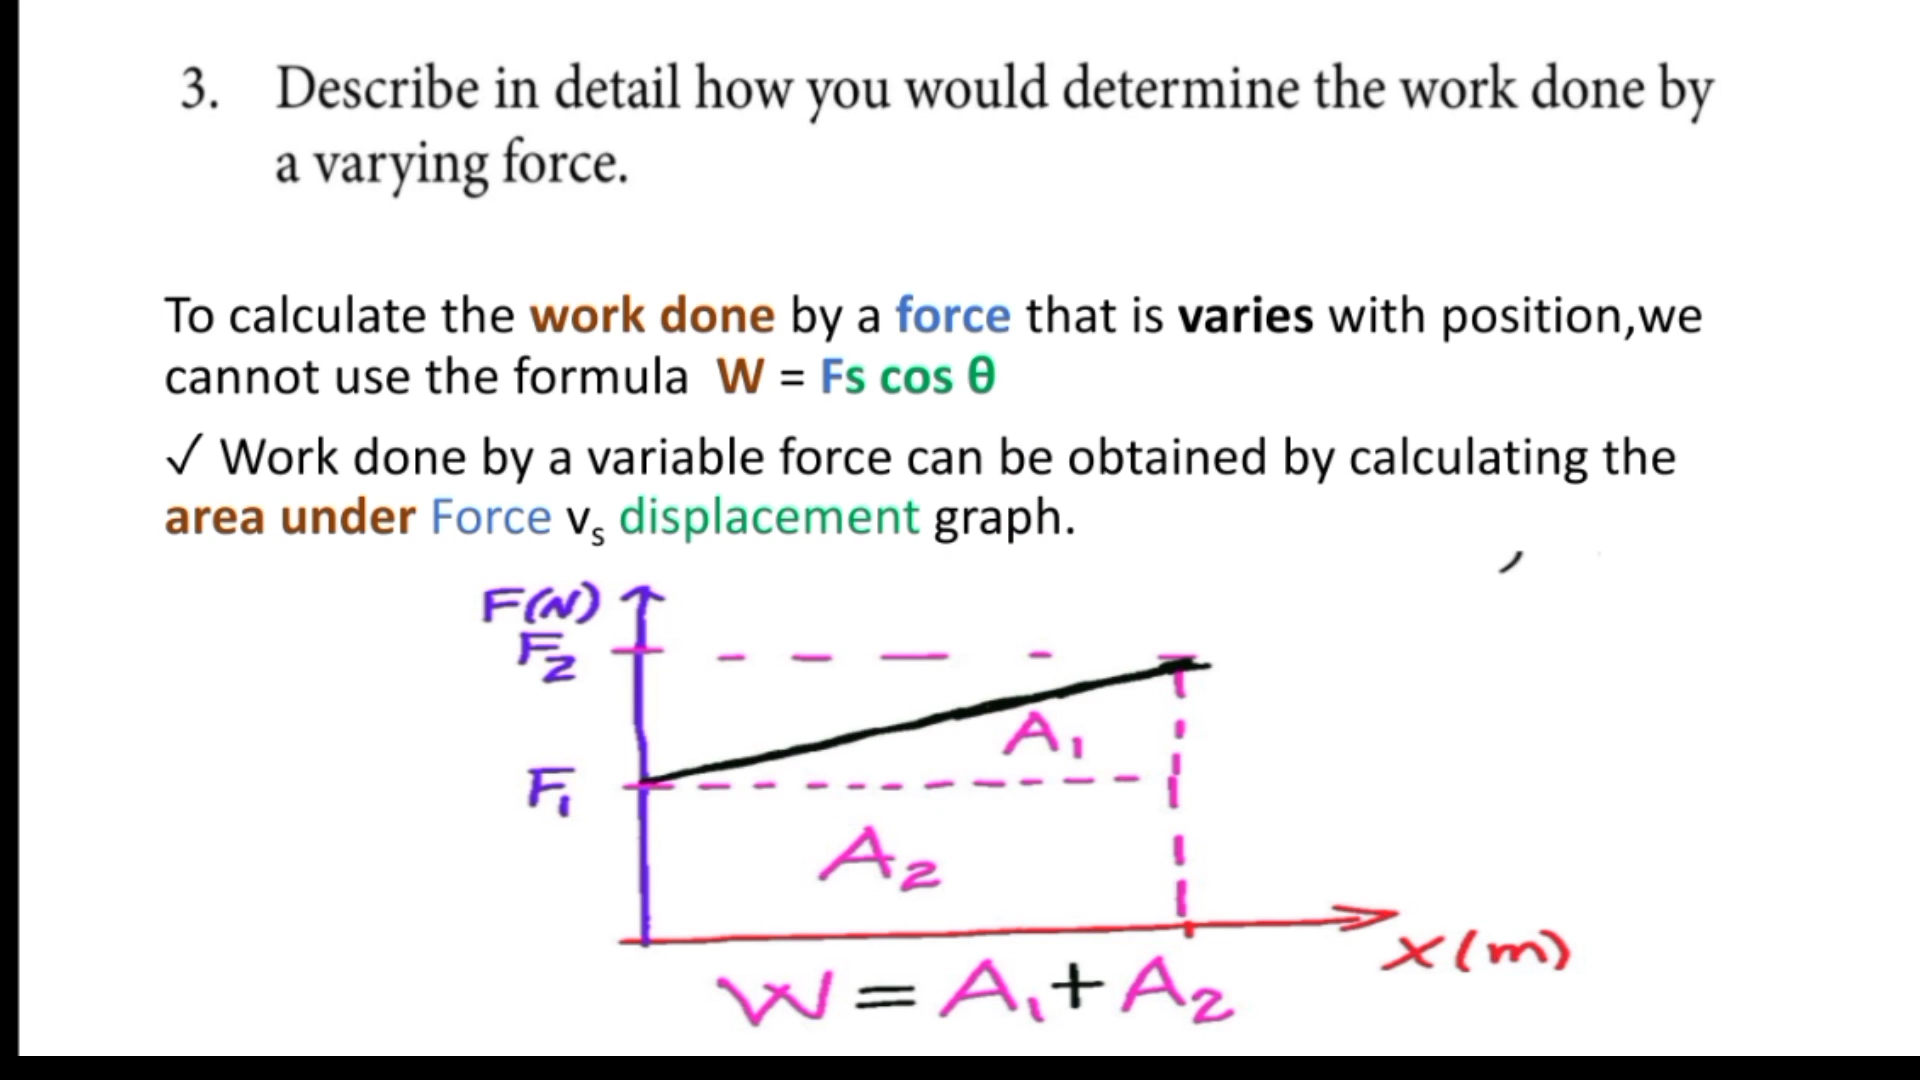 3. Describe in detail how you would determine the work done by
a varying force.
To calculate the work done by a force that is varies with position,we
cannot use the formula W = Fs cos θ
✓ Work done by a variable force can be obtained by calculating the
area under Force vs displacement graph.
F(N)
F2
A1
F1
A2
x(m)
W = A1 + A2